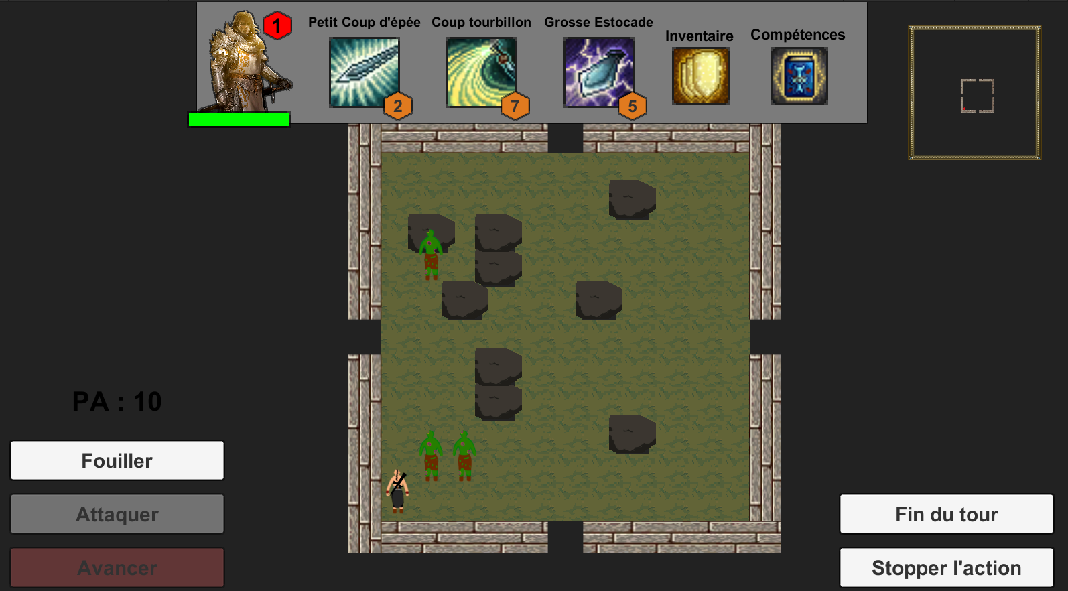 1
Petit Coup d'épée
Coup tourbillon
Grosse Estocade
Inventaire
Compétences
2
7
5
PA : 10
Fouiller
Attaquer
Avancer
Fin du tour
Stopper l'action